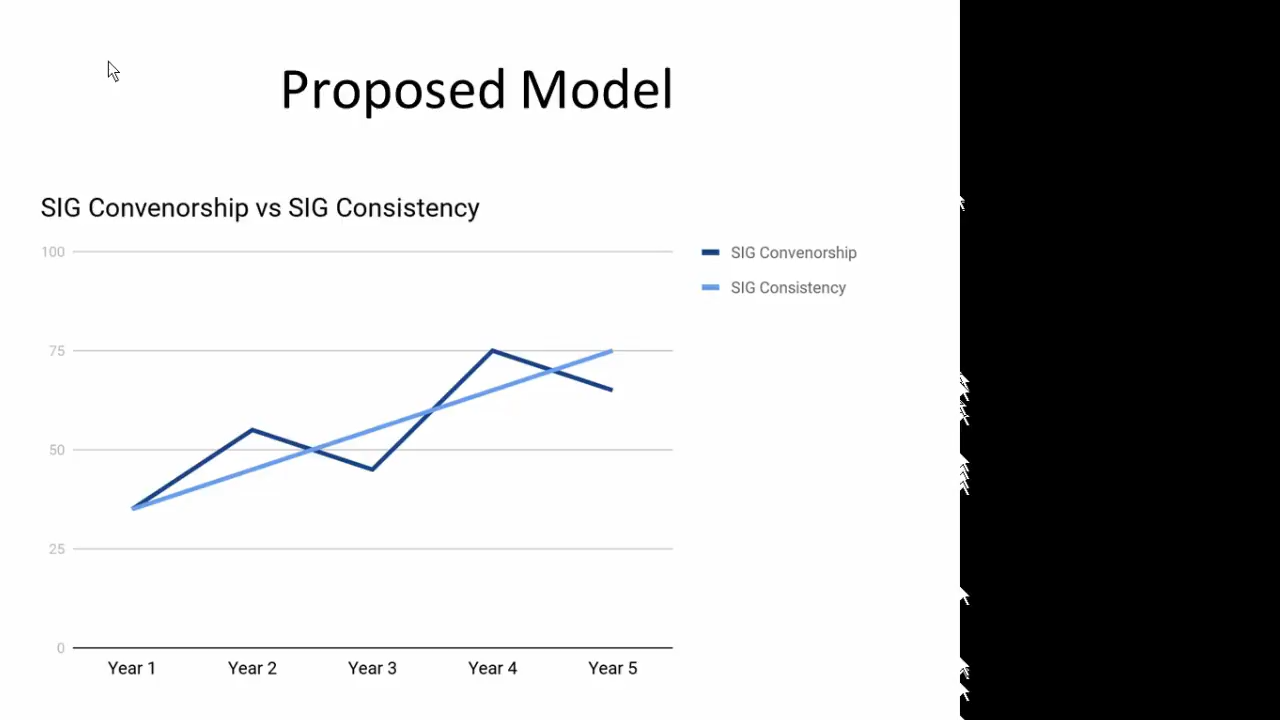 Proposed Model
SIG Convenorship vs SIG Consistency
100
75
50
25
0
SIG Convenorship
SIG Consistency
Year 1 Year 2 Year 3 Year 4 Year 5